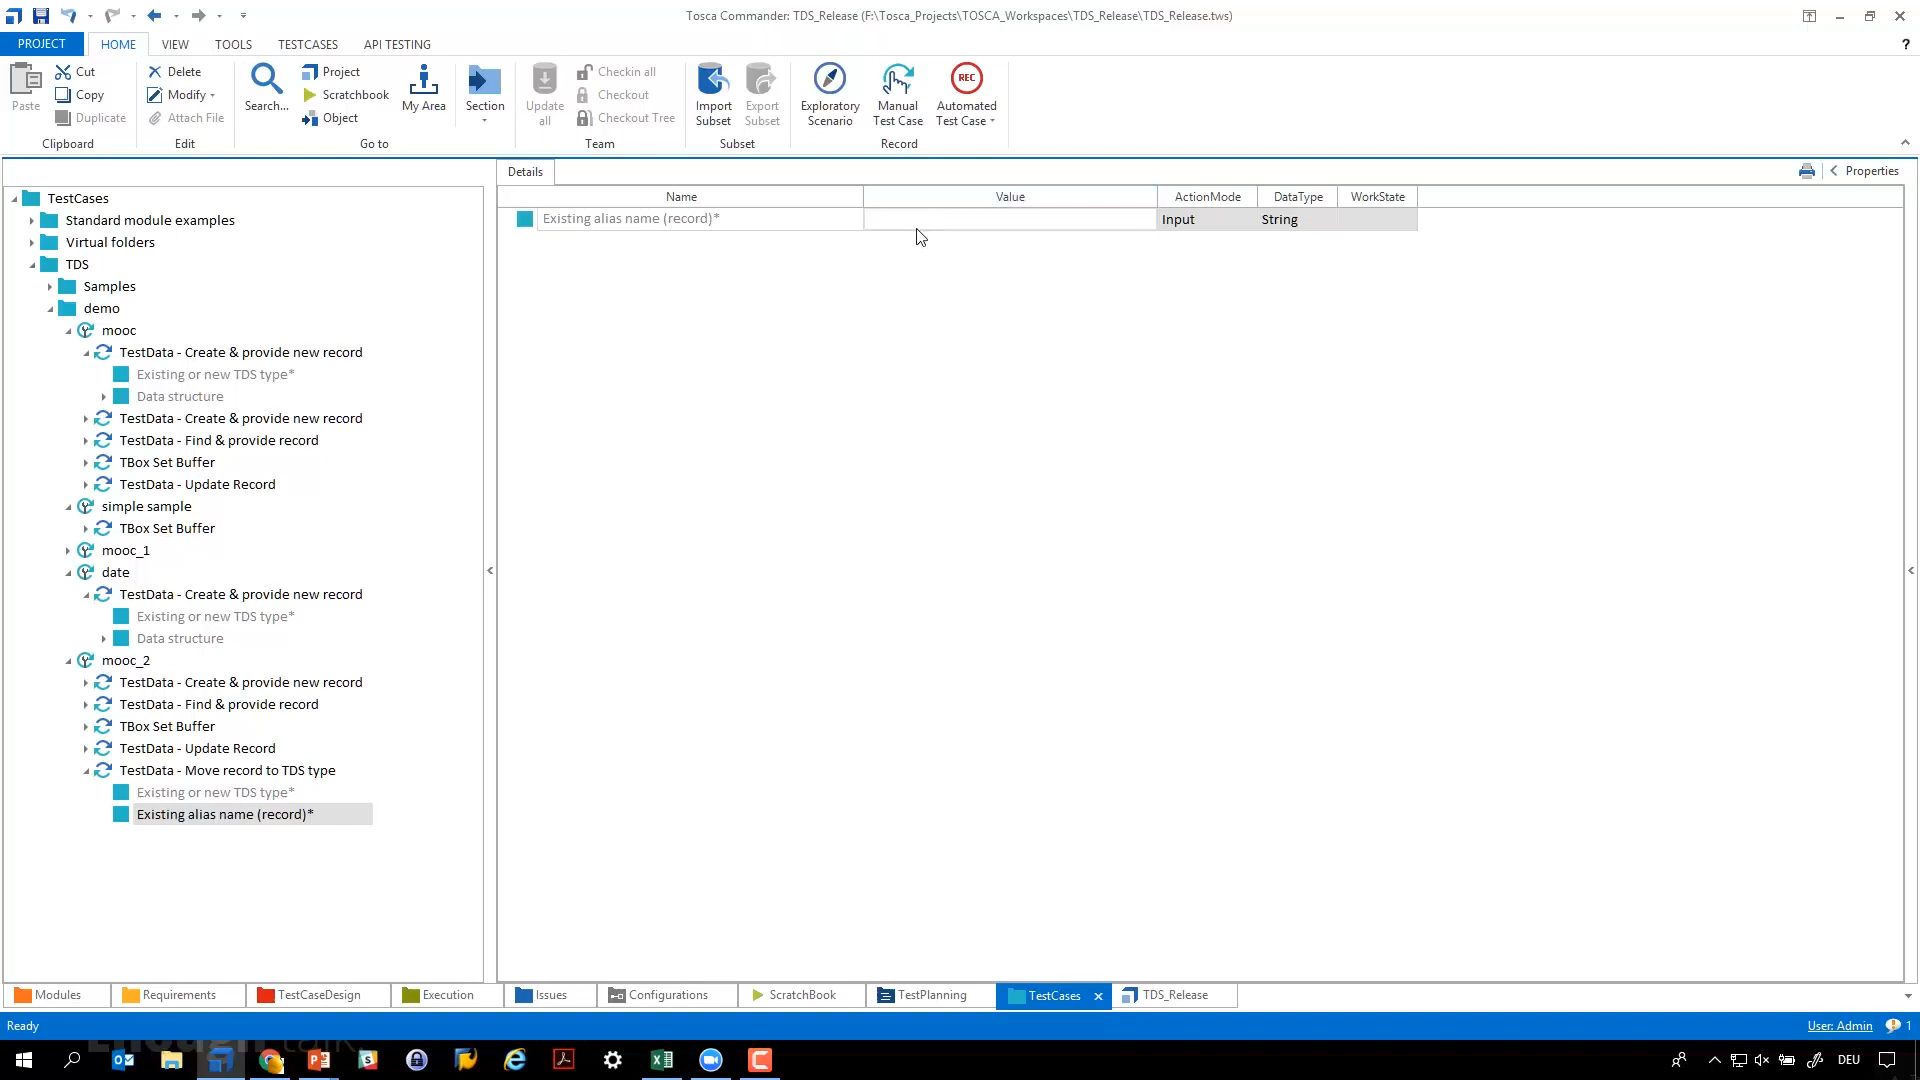 Tosca Commander: TDS_Release (F:\Tosca_Projects\TOSCA_Workspaces\TDS_Release\TDS_Release.tws)
PROJECT HOME VIEW TOOLS TESTCASES API TESTING ?
Paste
Cut
Copy
Duplicate
Clipboard
Delete
Modify
Attach File
Edit
Search...
Project
Scratchbook
Object
My Area
Section
Go to
Update all
Checkin all
Checkout
Checkout Tree
Team
Import Subset
Export Subset
Subset
Exploratory Scenario
Manual Test Case
REC
Automated Test Case
Record
Details
Properties
Name Value ActionMode DataType WorkState
Existing alias name (record)* Input String
TestCases
Standard module examples
Virtual folders
TDS
Samples
demo
mooc
TestData - Create & provide new record
Existing or new TDS type*
Data structure
TestData - Create & provide new record
TestData - Find & provide record
TBox Set Buffer
TestData - Update Record
simple sample
TBox Set Buffer
mooc_1
date
TestData - Create & provide new record
Existing or new TDS type*
Data structure
mooc_2
TestData - Create & provide new record
TestData - Find & provide record
TBox Set Buffer
TestData - Update Record
TestData - Move record to TDS type
Existing or new TDS type*
Existing alias name (record)*
Modules Requirements TestCaseDesign Execution Issues Configurations ScratchBook TestPlanning TestCases TDS_Release
Ready User: Admin 1
DEU